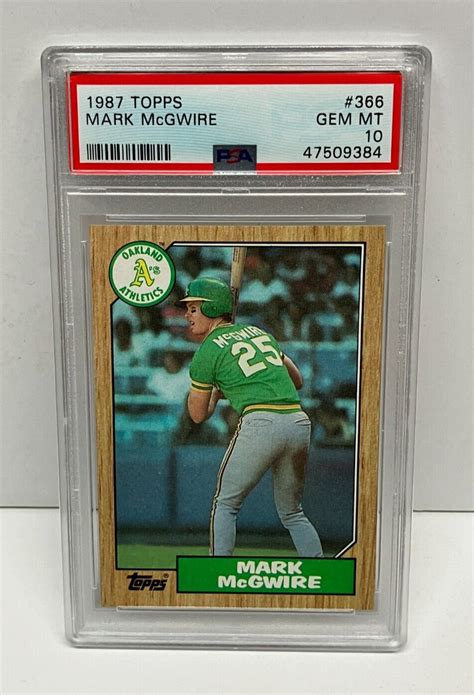 1987 TOPPS #366
MARK McGWIRE GEM MT
10
PSA 47509384
OAKLAND
A's
ATHLETICS
McGWIRE
25
topps
MARK
McGWIRE